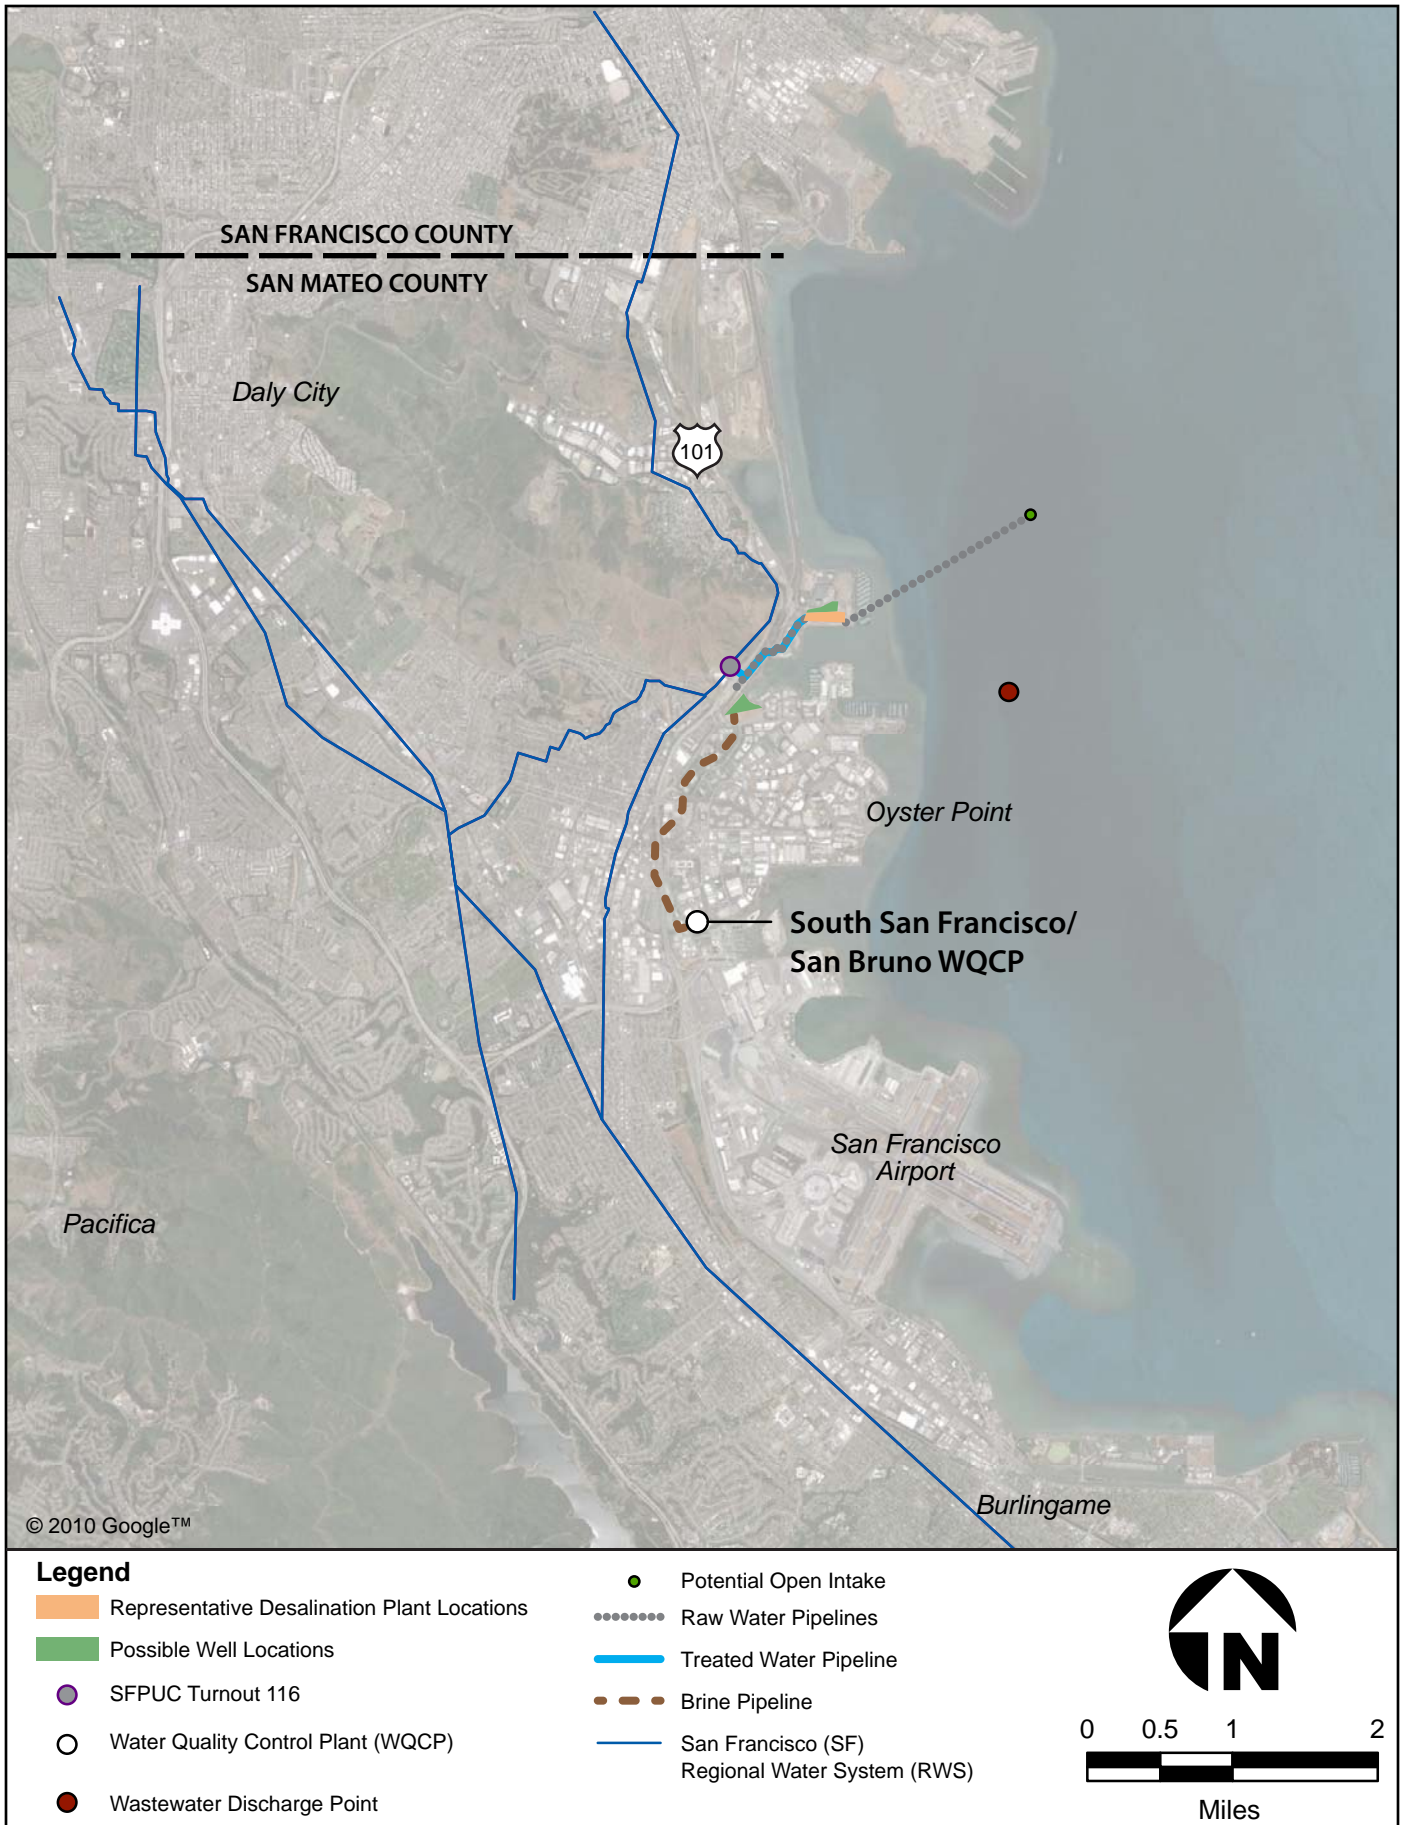 SAN FRANCISCO COUNTY
SAN MATEO COUNTY
Daly City
101
Oyster Point
South San Francisco/
San Bruno WQCP
San Francisco
Airport
Pacifica
Burlingame
© 2010 Google™
Legend
Representative Desalination Plant Locations
Possible Well Locations
SFPUC Turnout 116
Water Quality Control Plant (WQCP)
Wastewater Discharge Point
Potential Open Intake
Raw Water Pipelines
Treated Water Pipeline
Brine Pipeline
San Francisco (SF)
Regional Water System (RWS)
N
0 0.5 1 2
Miles